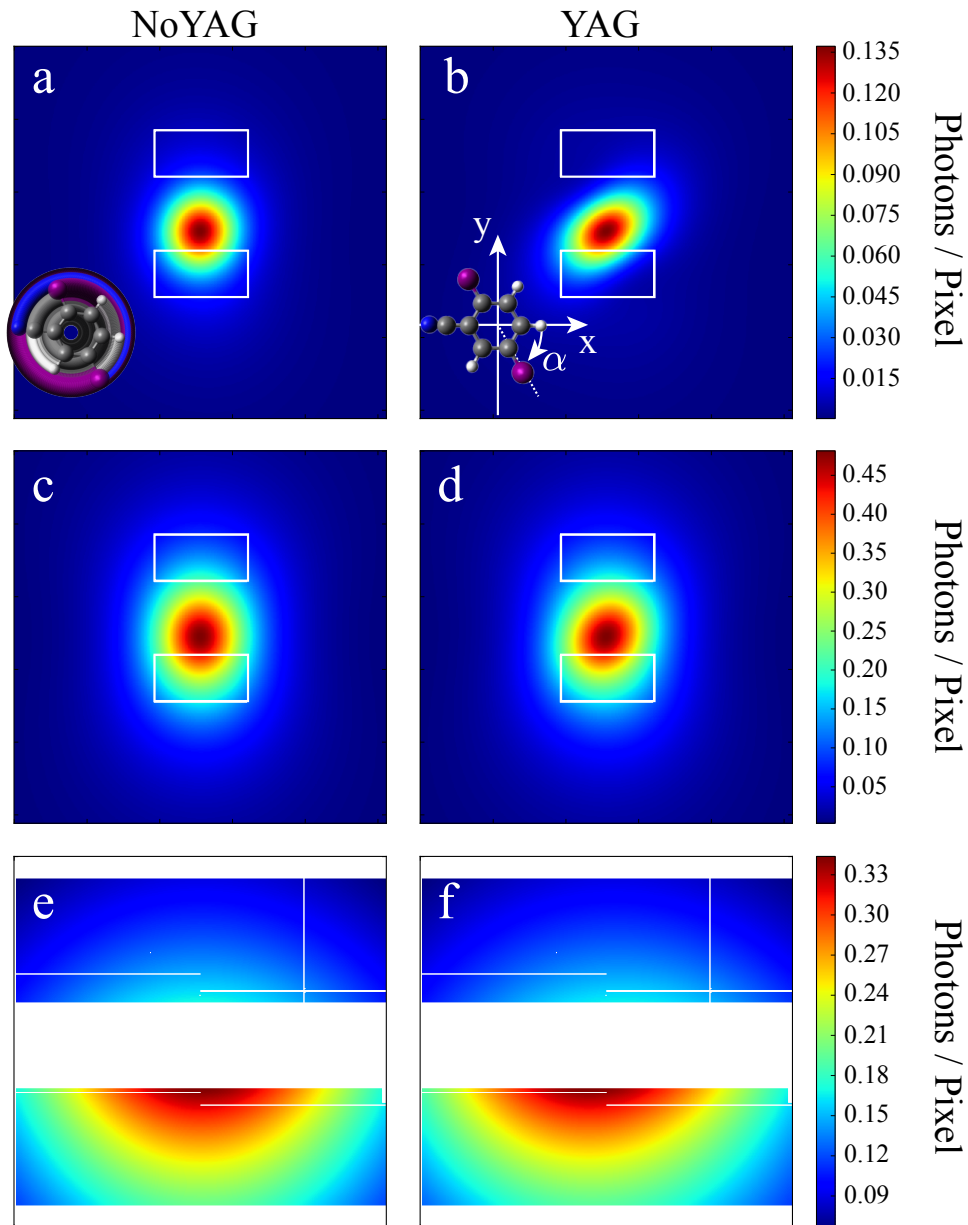 NoYAG
YAG
a
b
y
x
α
0.135
0.120
0.105
0.090
0.075
0.060
0.045
0.030
0.015
Photons / Pixel
c
d
0.45
0.40
0.35
0.30
0.25
0.20
0.15
0.10
0.05
Photons / Pixel
e
f
0.33
0.30
0.27
0.24
0.21
0.18
0.15
0.12
0.09
Photons / Pixel